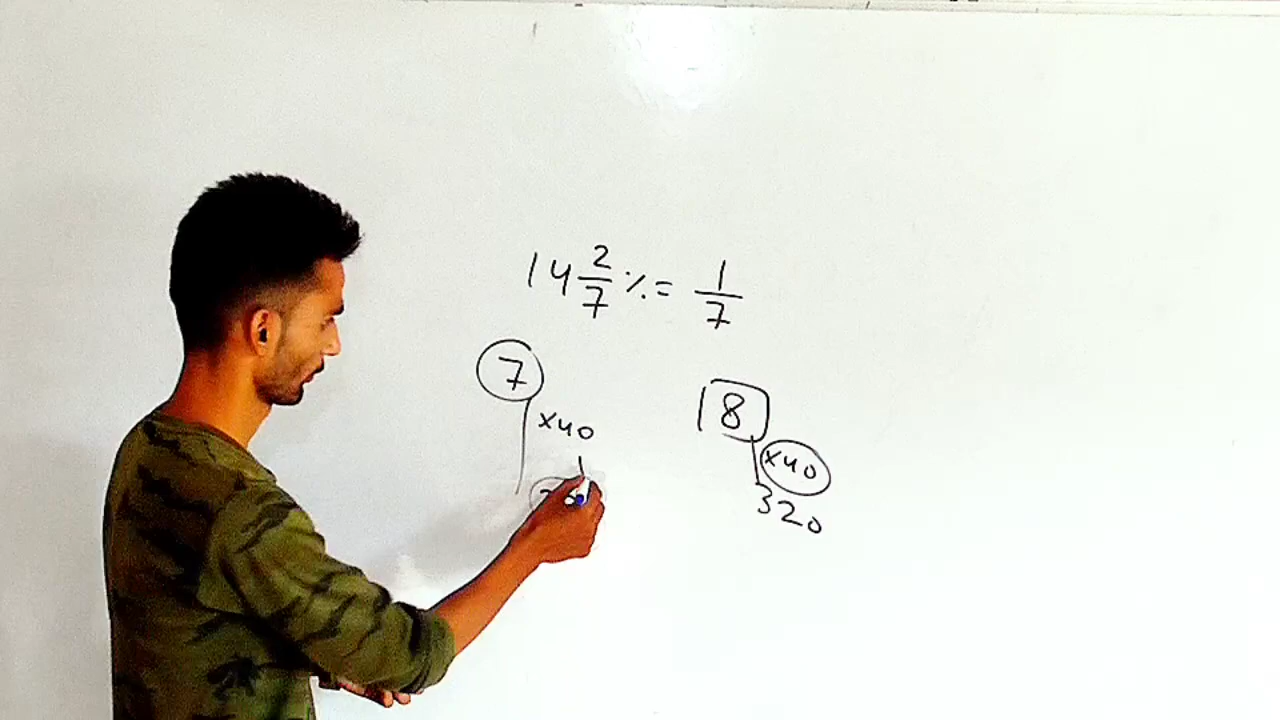 14 2/7 % = 1/7
7 8
×40 ×40
320